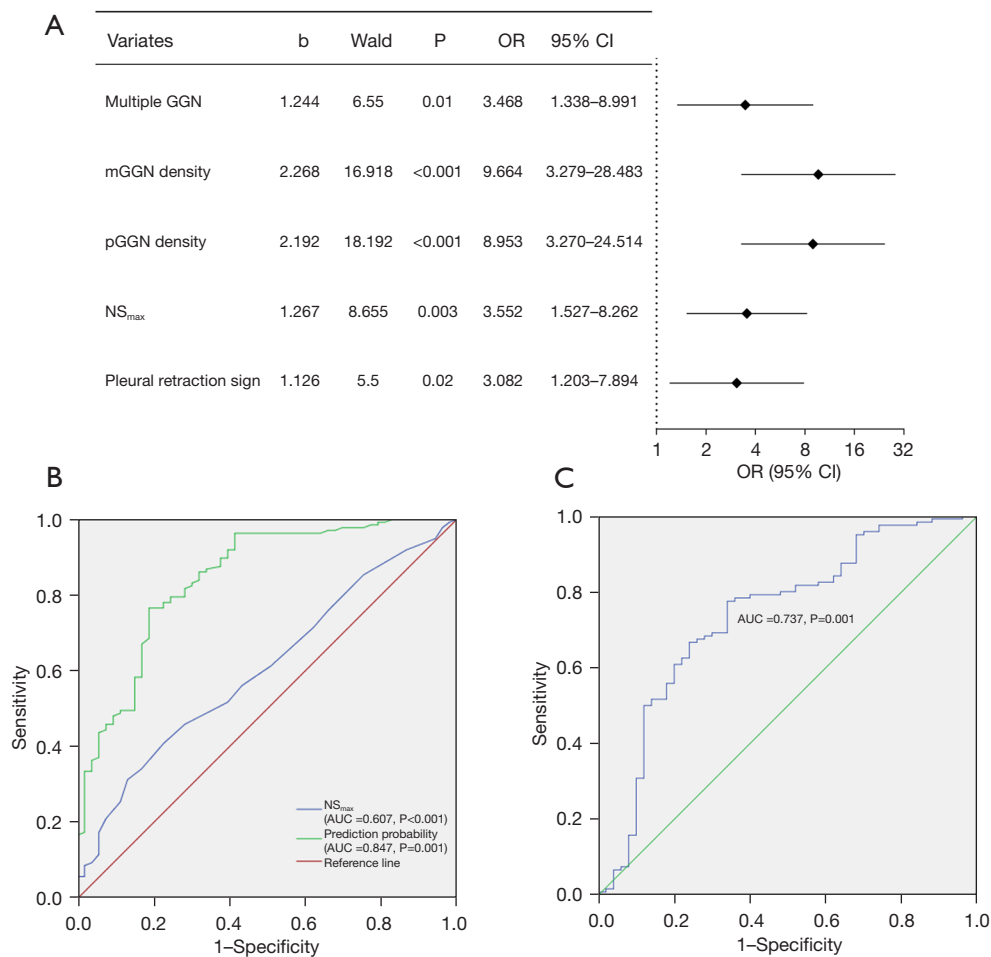 A
Variates b Wald P OR 95% CI
Multiple GGN 1.244 6.55 0.01 3.468 1.338–8.991
mGGN density 2.268 16.918 <0.001 9.664 3.279–28.483
pGGN density 2.192 18.192 <0.001 8.953 3.270–24.514
NSmax 1.267 8.655 0.003 3.552 1.527–8.262
Pleural retraction sign 1.126 5.5 0.02 3.082 1.203–7.894
1 2 4 8 16 32
OR (95% CI)
B
1.0
0.8
0.6
0.4
0.2
0.0
Sensitivity
NSmax
(AUC =0.607, P<0.001)
Prediction probability
(AUC =0.847, P=0.001)
Reference line
0.0 0.2 0.4 0.6 0.8 1.0
1–Specificity
C
1.0
0.8
0.6
0.4
0.2
0.0
Sensitivity
AUC =0.737, P=0.001
0.0 0.2 0.4 0.6 0.8 1.0
1–Specificity